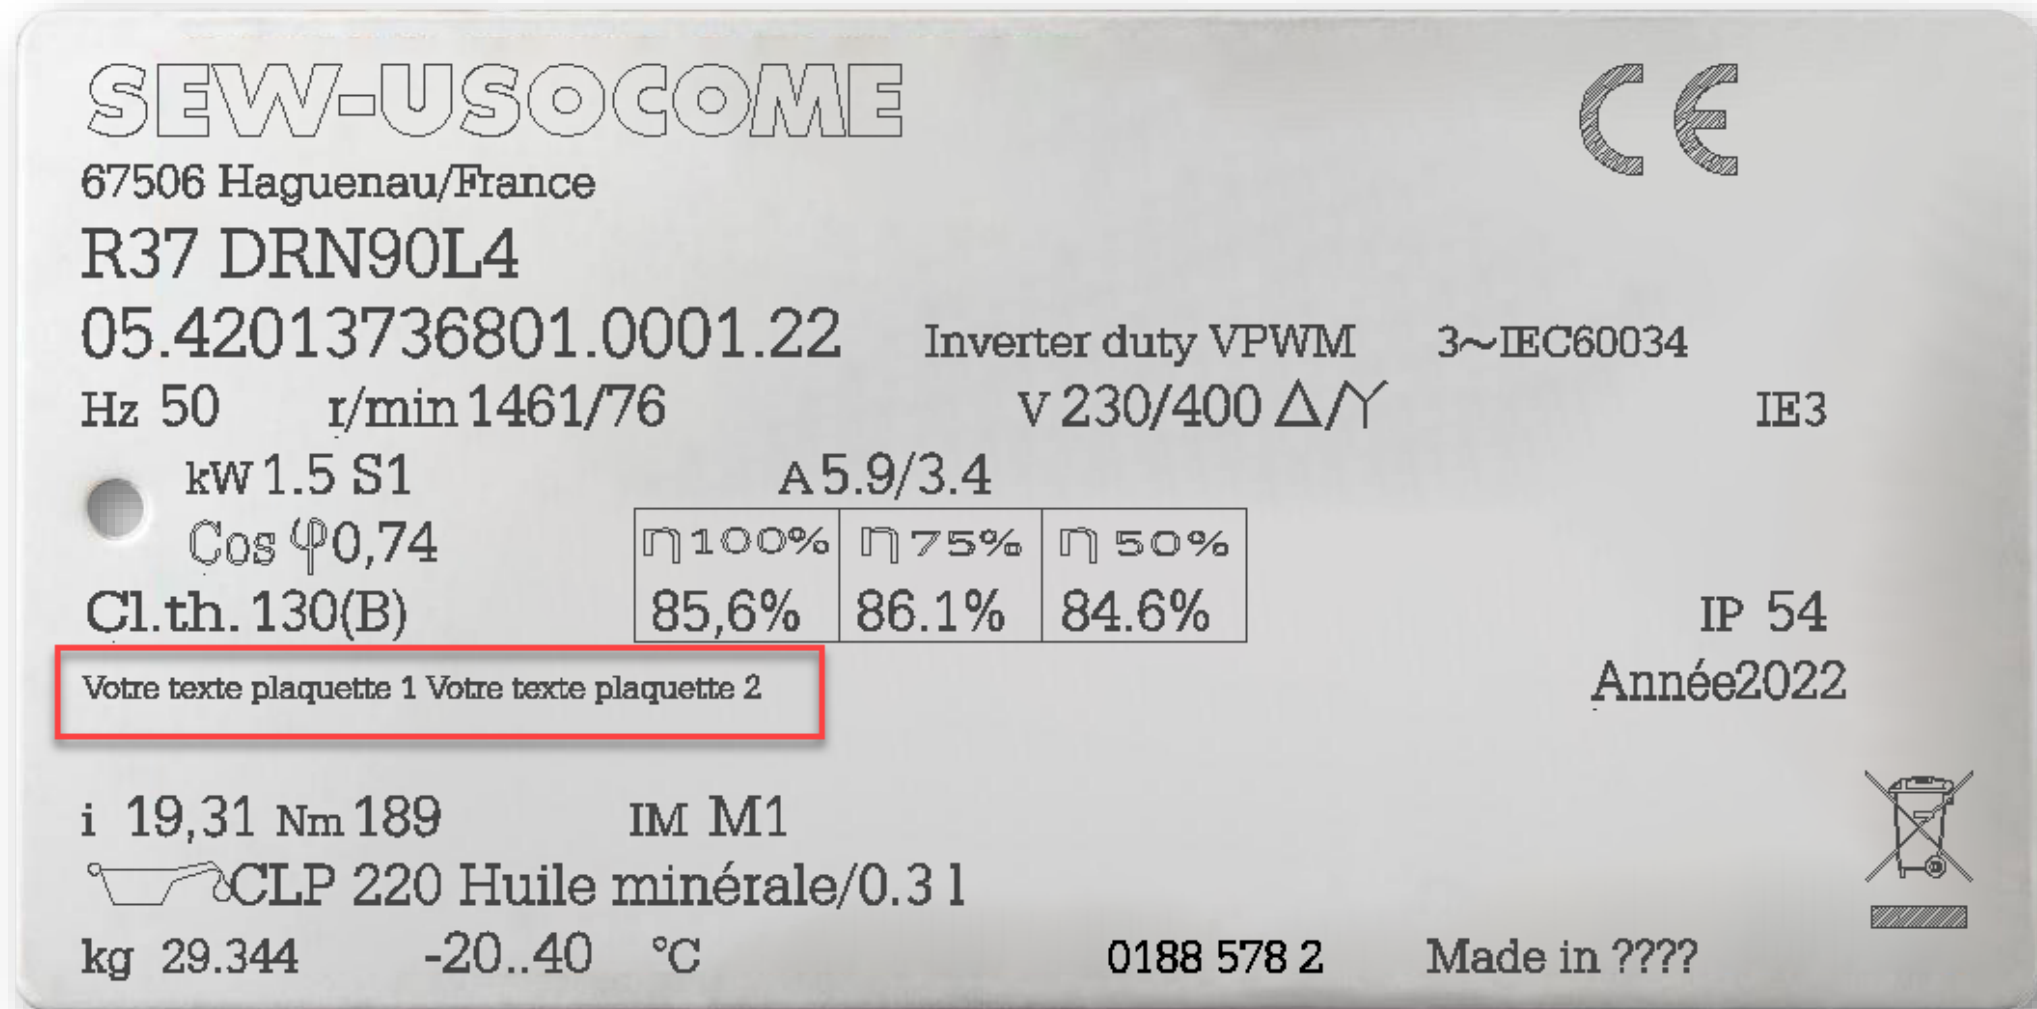 SEW-USOCOME CE
67506 Haguenau/France
R37 DRN90L4
05.42013736801.0001.22 Inverter duty VPWM 3~IEC60034
Hz 50 r/min 1461/76 V 230/400 Δ/Y IE3
kW 1.5 S1 A 5.9/3.4
Cos φ 0,74 η 100% η 75% η 50%
Cl.th. 130(B) 85,6% 86.1% 84.6% IP 54
Votre texte plaquette 1 Votre texte plaquette 2 Année2022
i 19,31 Nm 189 IM M1
CLP 220 Huile minérale/0.3 l
kg 29.344 -20..40 °C 0188 578 2 Made in ????